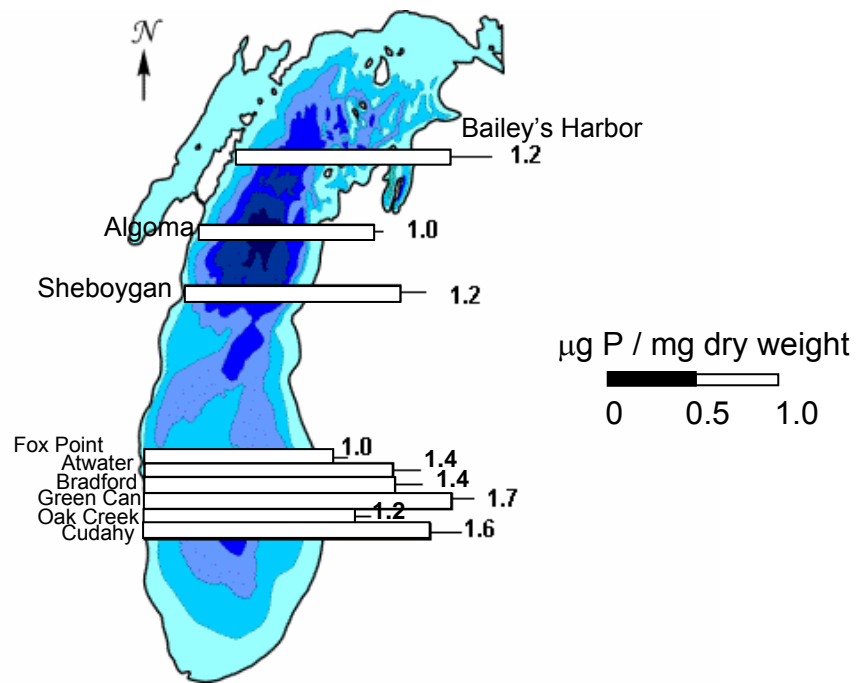 N
Bailey's Harbor
1.2
Algoma
1.0
Sheboygan
1.2
μg P / mg dry weight
0 0.5 1.0
Fox Point
1.0
Atwater
1.4
Bradford
1.4
Green Can
1.7
Oak Creek
1.2
Cudahy
1.6